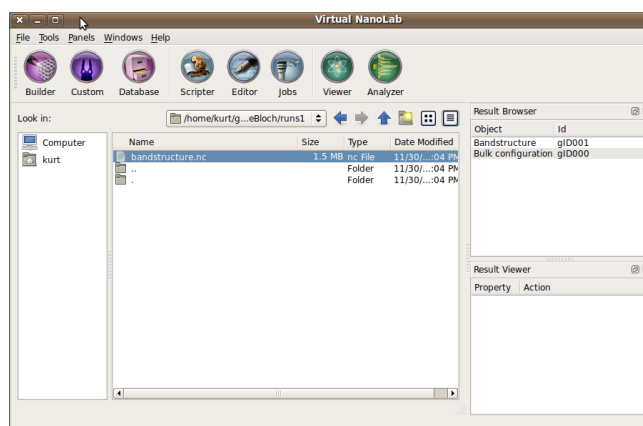 Virtual NanoLab
File Tools Panels Windows Help
Builder Custom Database Scripter Editor Jobs Viewer Analyzer
Look in: /home/kurt/g...eBloch/runs1
Computer
kurt
Name Size Type Date Modified
bandstructure.nc 1.5 MB nc File 11/30/...:04 PM
.. Folder 11/30/...:04 PM
. Folder 11/30/...:04 PM
Result Browser
Object Id
Bandstructure gID001
Bulk configuration gID000
Result Viewer
Property Action